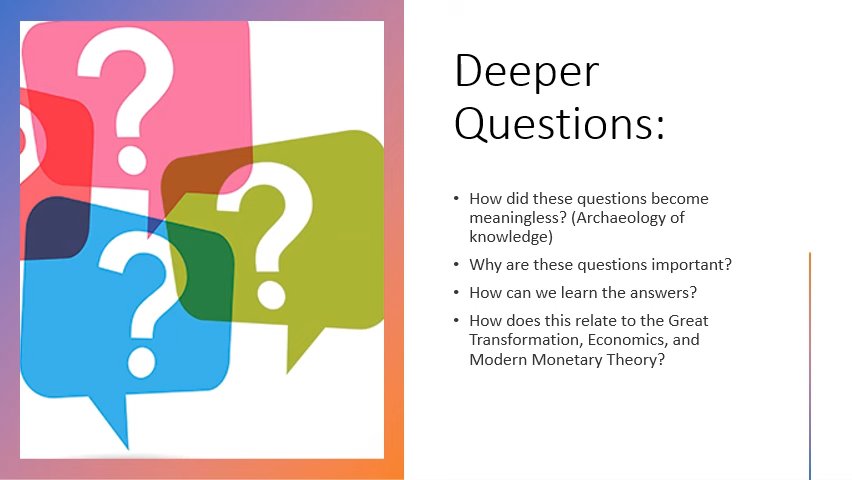 Deeper
Questions:
• How did these questions become
meaningless? (Archaeology of
knowledge)
• Why are these questions important?
• How can we learn the answers?
• How does this relate to the Great
Transformation, Economics, and
Modern Monetary Theory?